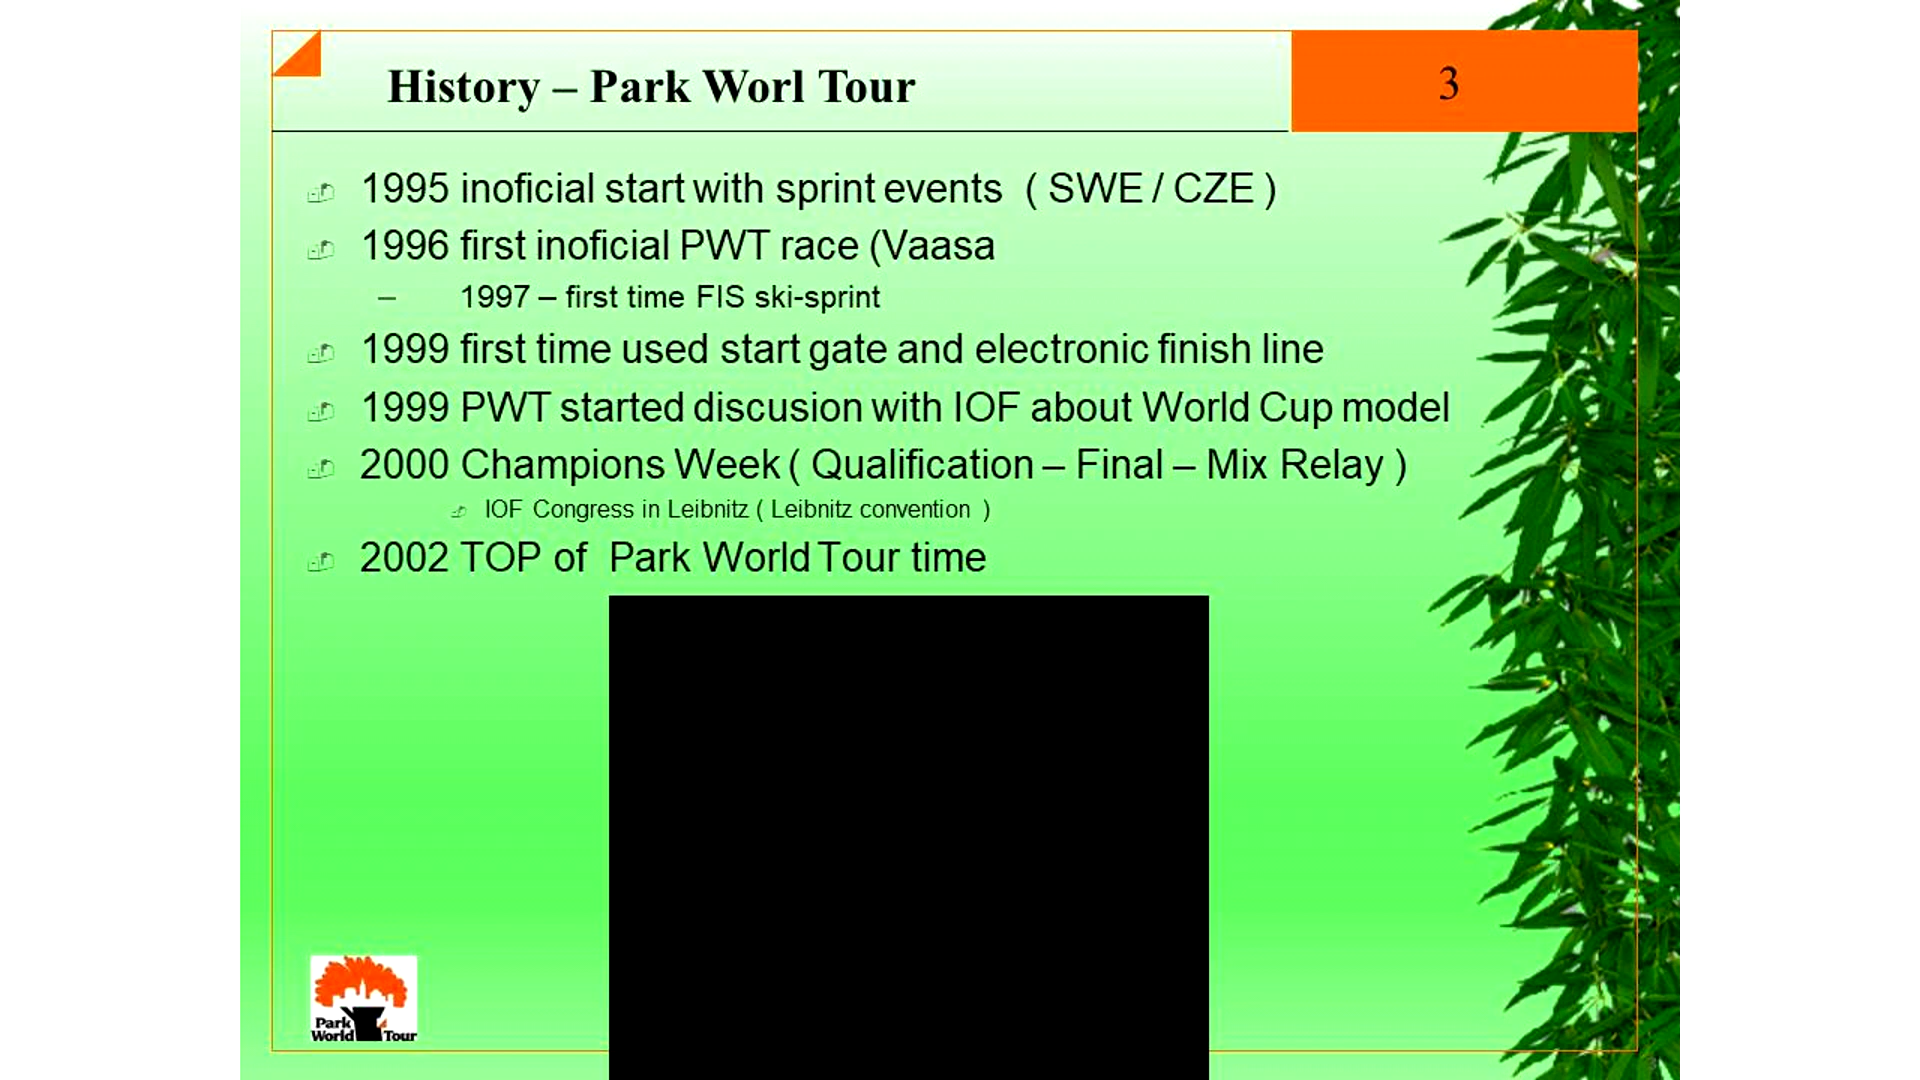 History – Park Worl Tour
3
1995 inoficial start with sprint events ( SWE / CZE )
1996 first inoficial PWT race (Vaasa
– 1997 – first time FIS ski-sprint
1999 first time used start gate and electronic finish line
1999 PWT started discusion with IOF about World Cup model
2000 Champions Week ( Qualification – Final – Mix Relay )
IOF Congress in Leibnitz ( Leibnitz convention )
2002 TOP of Park World Tour time
Park
World Tour